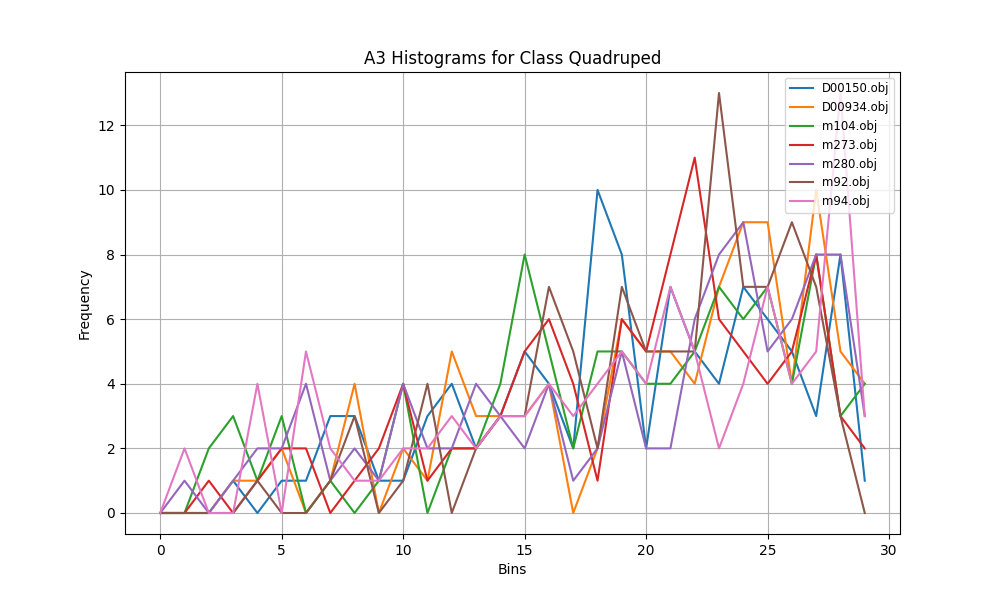 A3 Histograms for Class Quadruped
D00150.obj
D00934.obj
m104.obj
m273.obj
m280.obj
m92.obj
m94.obj
Frequency
12
10
8
6
4
2
0
0 5 10 15 20 25 30
Bins